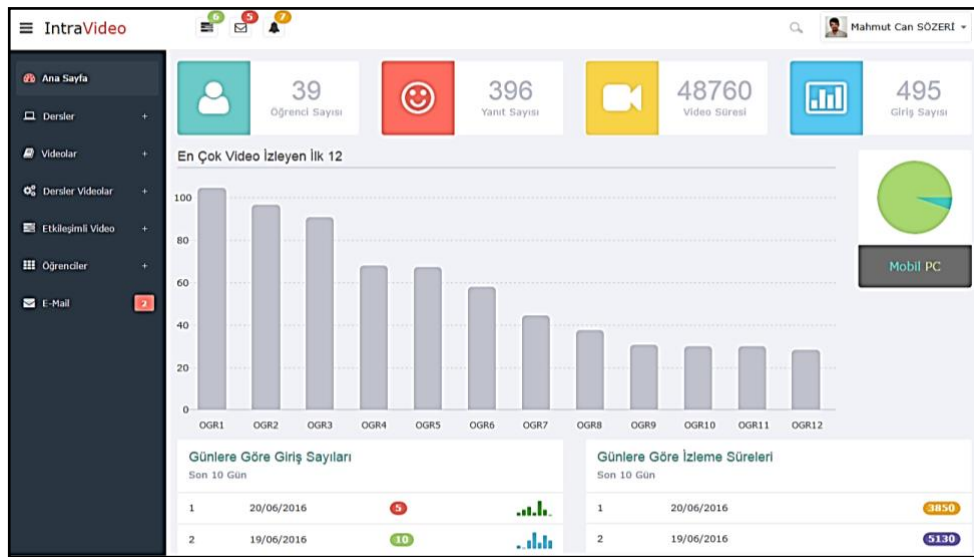 IntraVideo
6 5 7
Mahmut Can SÖZERİ
Ana Sayfa
Dersler +
Videolar +
Dersler Videolar +
Etkileşimli Video +
Öğrenciler +
E-Mail 2
39
Öğrenci Sayısı
396
Yanıt Sayısı
48760
Video Süresi
495
Giriş Sayısı
En Çok Video İzleyen İlk 12
100
80
60
40
20
0
OGR1 OGR2 OGR3 OGR4 OGR5 OGR6 OGR7 OGR8 OGR9 OGR10 OGR11 OGR12
Mobil PC
Günlere Göre Giriş Sayıları
Son 10 Gün
1 20/06/2016 5
2 19/06/2016 10
Günlere Göre İzleme Süreleri
Son 10 Gün
1 20/06/2016 3850
2 19/06/2016 5130